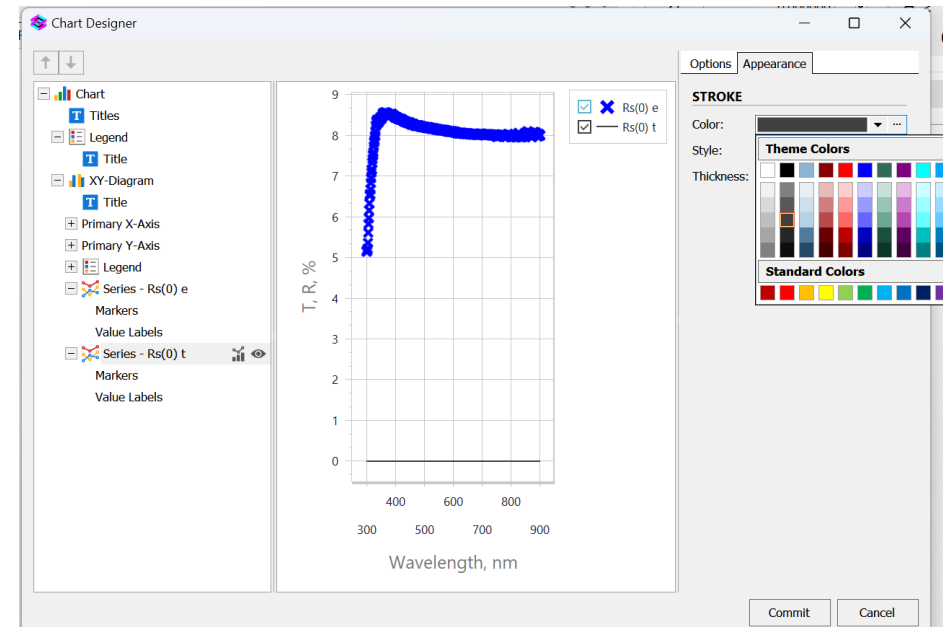 Chart Designer
Options
Appearance
Chart
Titles
Legend
Title
XY-Diagram
Title
Primary X-Axis
Primary Y-Axis
Legend
Series - Rs(0) e
Markers
Value Labels
Series - Rs(0) t
Markers
Value Labels
9
8
7
6
5
4
3
2
1
0
T, R, %
400 600 800
300 500 700 900
Wavelength, nm
Rs(0) e
Rs(0) t
STROKE
Color:
Style:
Thickness:
Theme Colors
Standard Colors
Commit
Cancel